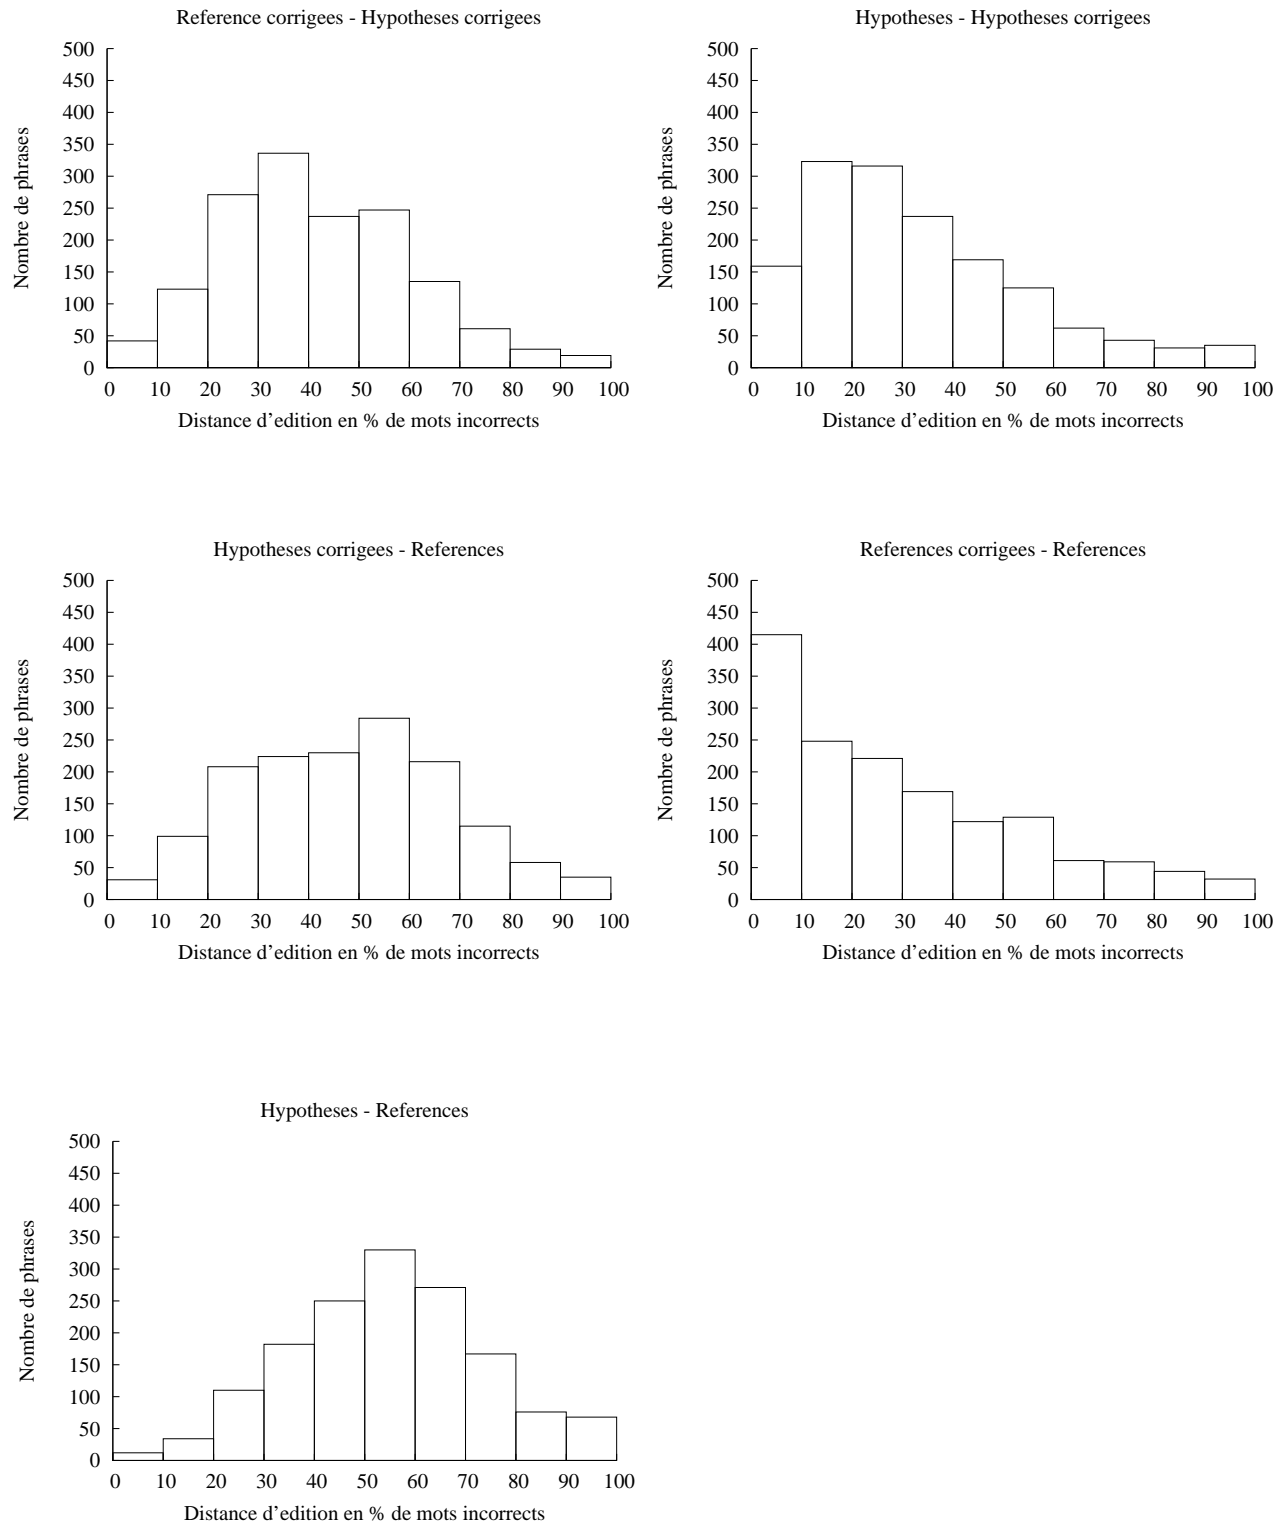 Reference corrigees - Hypotheses corrigees
500
450
400
350
300
250
200
150
100
50
0
Nombre de phrases
0 10 20 30 40 50 60 70 80 90 100
Distance d'edition en % de mots incorrects
Hypotheses - Hypotheses corrigees
500
450
400
350
300
250
200
150
100
50
0
Nombre de phrases
0 10 20 30 40 50 60 70 80 90 100
Distance d'edition en % de mots incorrects
Hypotheses corrigees - References
500
450
400
350
300
250
200
150
100
50
0
Nombre de phrases
0 10 20 30 40 50 60 70 80 90 100
Distance d'edition en % de mots incorrects
References corrigees - References
500
450
400
350
300
250
200
150
100
50
0
Nombre de phrases
0 10 20 30 40 50 60 70 80 90 100
Distance d'edition en % de mots incorrects
Hypotheses - References
500
450
400
350
300
250
200
150
100
50
0
Nombre de phrases
0 10 20 30 40 50 60 70 80 90 100
Distance d'edition en % de mots incorrects